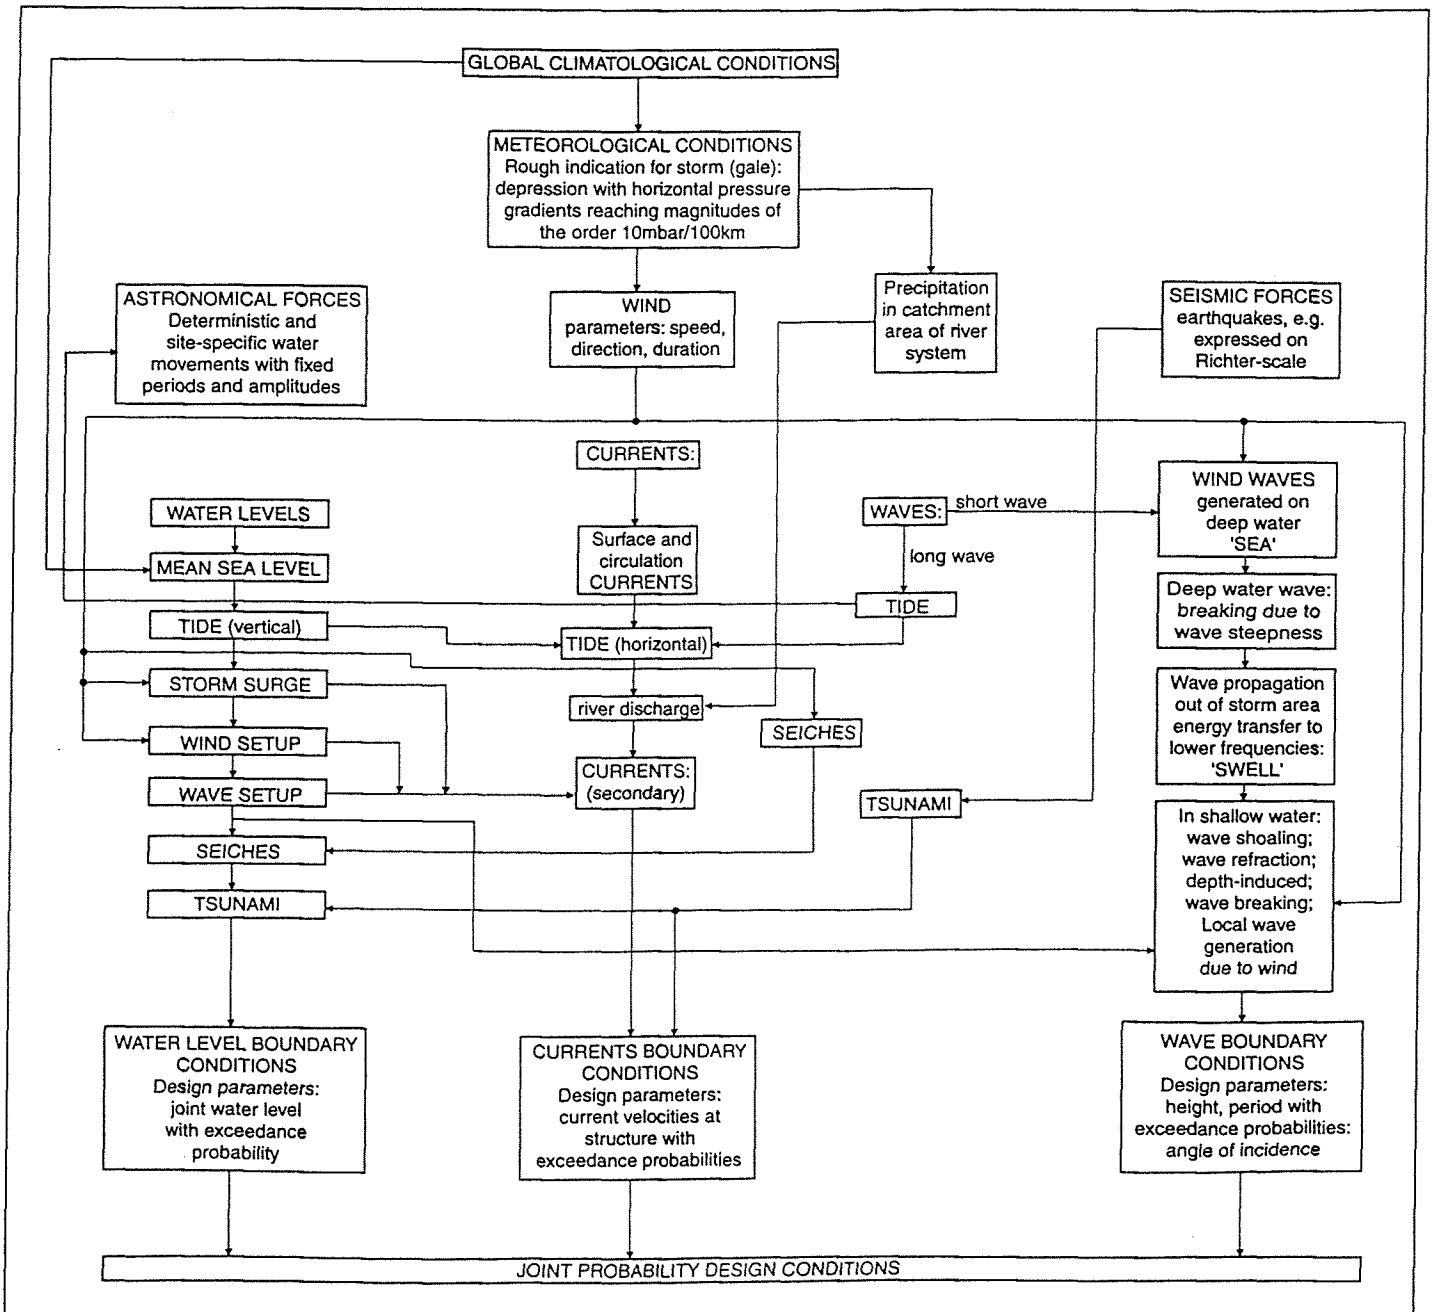 GLOBAL CLIMATOLOGICAL CONDITIONS
METEOROLOGICAL CONDITIONS
Rough indication for storm (gale):
depression with horizontal pressure
gradients reaching magnitudes of
the order 10mbar/100km
ASTRONOMICAL FORCES
Deterministic and
site-specific water
movements with fixed
periods and amplitudes
WIND
parameters: speed,
direction, duration
Precipitation
in catchment
area of river
system
SEISMIC FORCES
earthquakes, e.g.
expressed on
Richter-scale
WATER LEVELS
MEAN SEA LEVEL
TIDE (vertical)
STORM SURGE
WIND SETUP
WAVE SETUP
SEICHES
TSUNAMI
CURRENTS:
Surface and
circulation
CURRENTS
TIDE (horizontal)
river discharge
CURRENTS:
(secondary)
WAVES:
short wave
long wave
TIDE
SEICHES
TSUNAMI
WIND WAVES
generated on
deep water
'SEA'
Deep water wave:
breaking due to
wave steepness
Wave propagation
out of storm area
energy transfer to
lower frequencies:
'SWELL'
In shallow water:
wave shoaling;
wave refraction;
depth-induced;
wave breaking;
Local wave
generation
due to wind
WATER LEVEL BOUNDARY
CONDITIONS
Design parameters:
joint water level
with exceedance
probability
CURRENTS BOUNDARY
CONDITIONS
Design parameters:
current velocities at
structure with
exceedance probabilities
WAVE BOUNDARY
CONDITIONS
Design parameters:
height, period with
exceedance probabilities:
angle of incidence
JOINT PROBABILITY DESIGN CONDITIONS